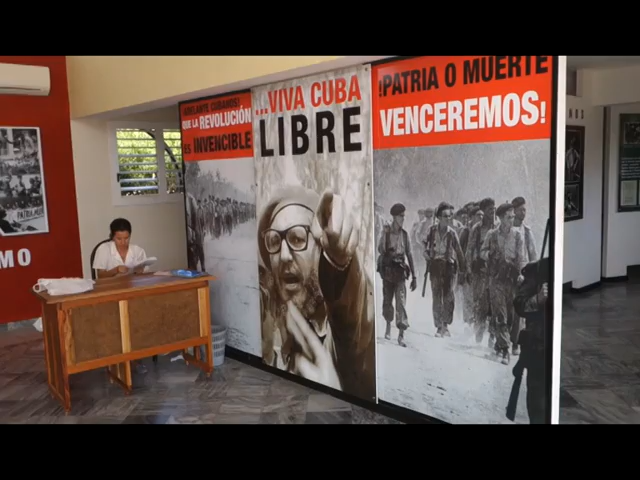 ¡ADELANTE CUBANOS!
QUE LA REVOLUCIÓN
ES INVENCIBLE
...VIVA CUBA
LIBRE
¡PATRIA O MUERTE
VENCEREMOS!
MO